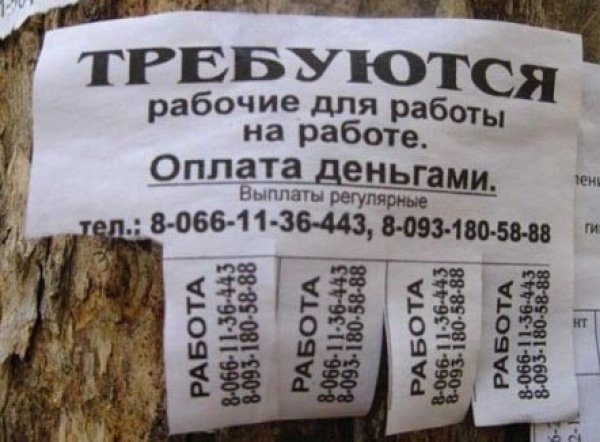 ТРЕБУЮТСЯ
рабочие для работы
на работе.
Оплата деньгами.
Выплаты регулярные
тел.: 8-066-11-36-443, 8-093-180-58-88
РАБОТА
8-066-11-36-443
8-093-180-58-88
РАБОТА
8-066-11-36-443
8-093-180-58-88
РАБОТА
8-066-11-36-443
8-093-180-58-88
РАБОТА
8-066-11-36-443
8-093-180-58-88